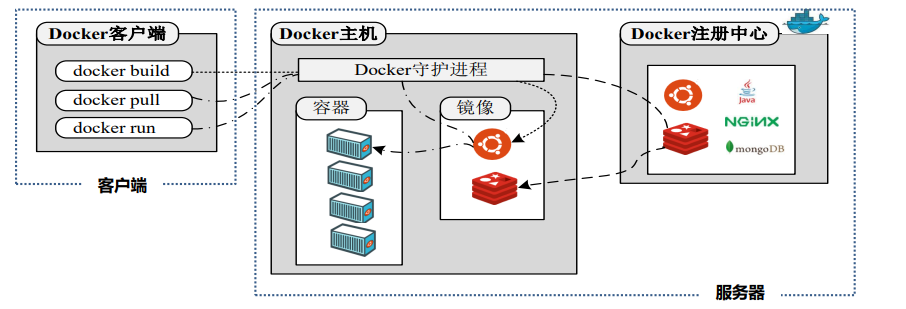 Docker客户端
docker build
docker pull
docker run
客户端
Docker主机
Docker守护进程
容器
镜像
Docker注册中心
Java
NGINX
mongoDB
服务器